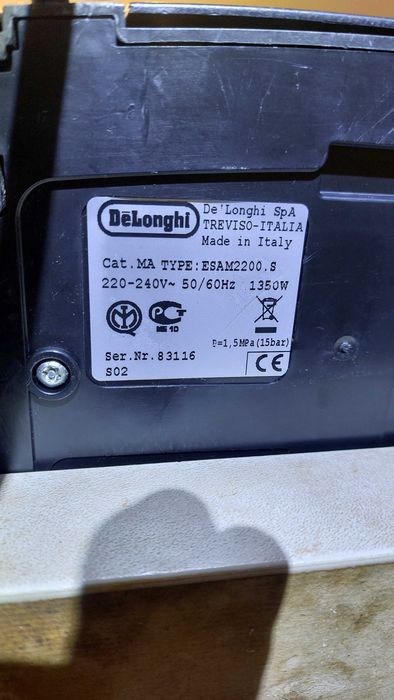 DeLonghi
De'Longhi SpA
TREVISO-ITALIA
Made in Italy
Cat.MA TYPE:ESAM2200.S
220-240V~ 50/60Hz 1350W
ME 10
P=1,5MPa(15bar)
Ser.Nr.83116
S02
CE